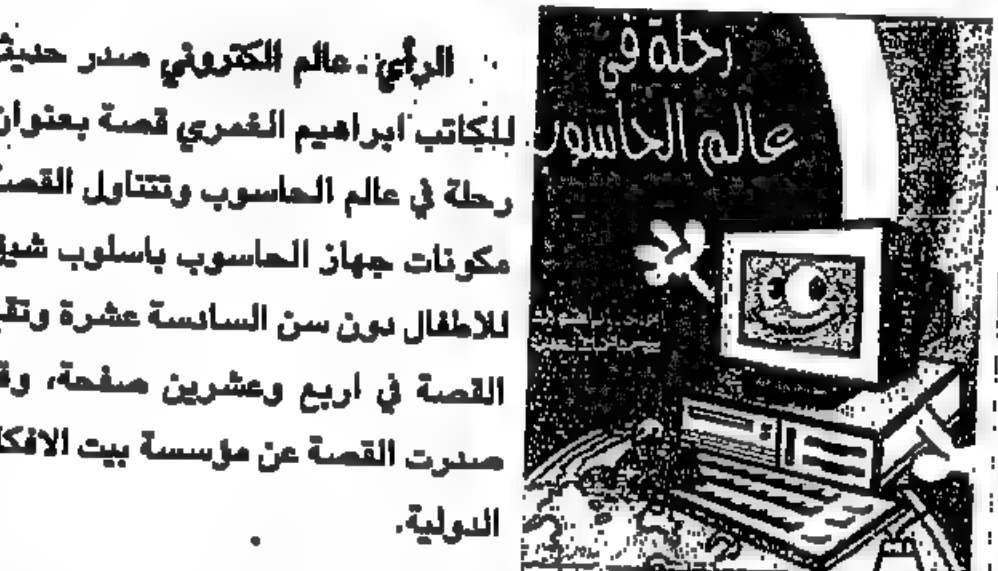 الرأي. عالم الكتروني صدر حديث
للكاتب ابراهيم الغمري قصة بعنوان
رحلة في عالم الحاسوب وتتناول القصة
مكونات جهاز الحاسوب باسلوب شيق
للاطفال دون سن السادسة عشرة وتق
القصة في اربع وعشرين صفحة، وق
صدرت القصة عن مؤسسة بيت الافكا
الدولية.
رحلة في
عالم الحاسوب